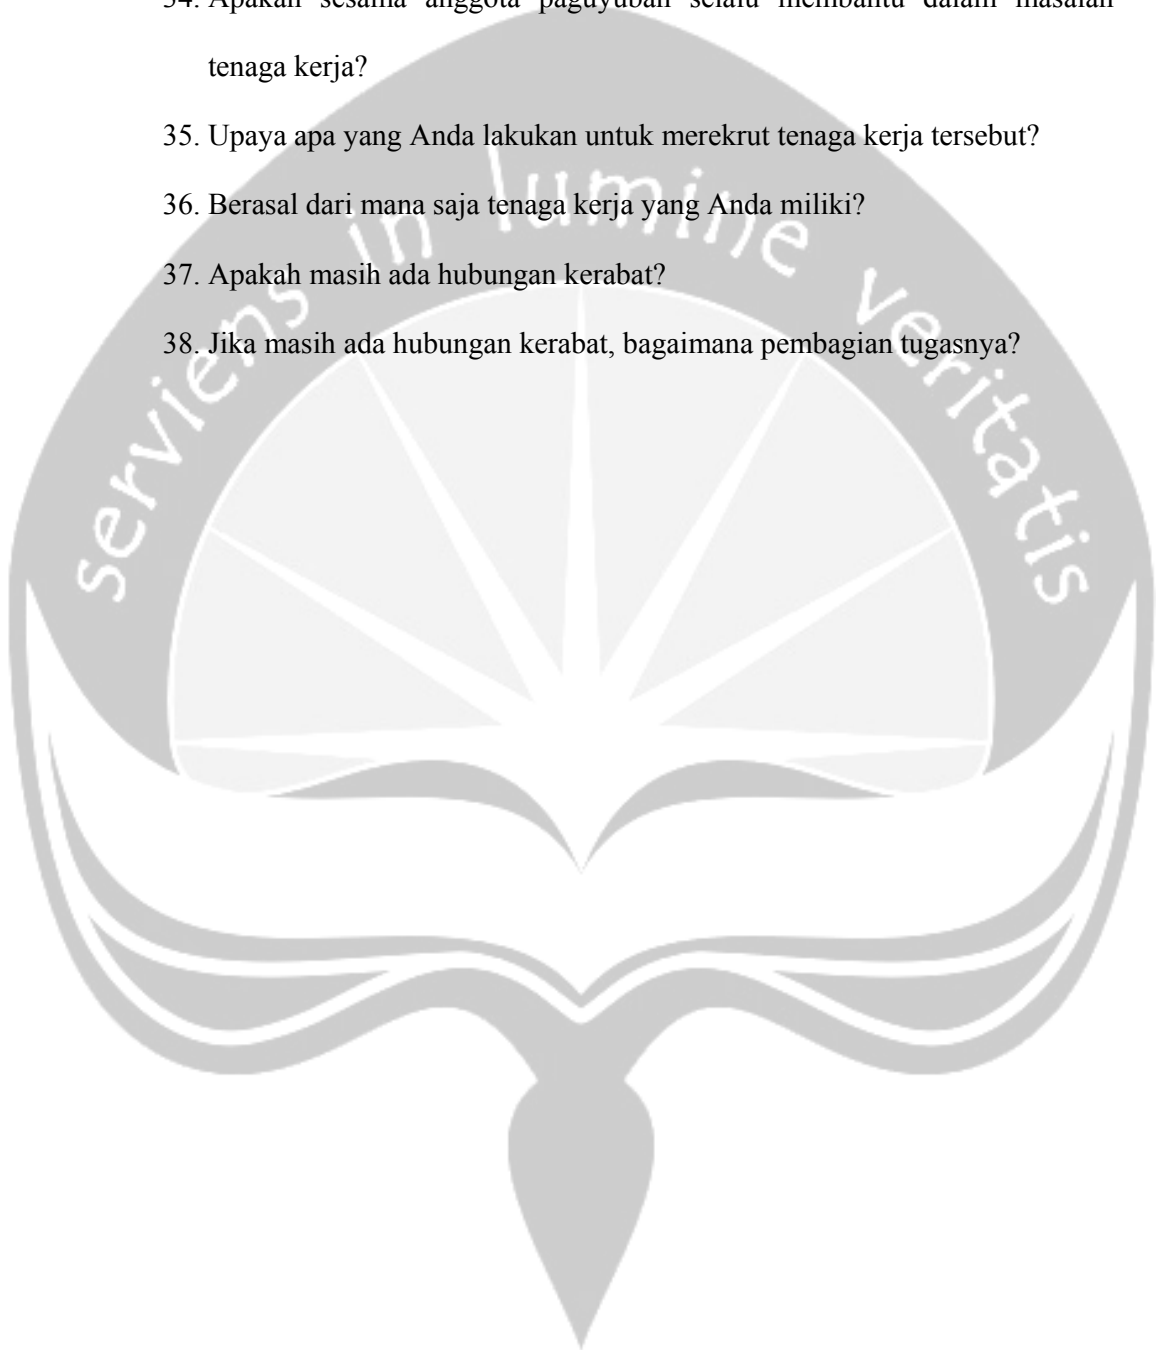 34. Apakah sesama anggota paguyuban selalu membantu dalam masalah
tenaga kerja?
35. Upaya apa yang Anda lakukan untuk merekrut tenaga kerja tersebut?
36. Berasal dari mana saja tenaga kerja yang Anda miliki?
37. Apakah masih ada hubungan kerabat?
38. Jika masih ada hubungan kerabat, bagaimana pembagian tugasnya?
serviens in lumine veritatis